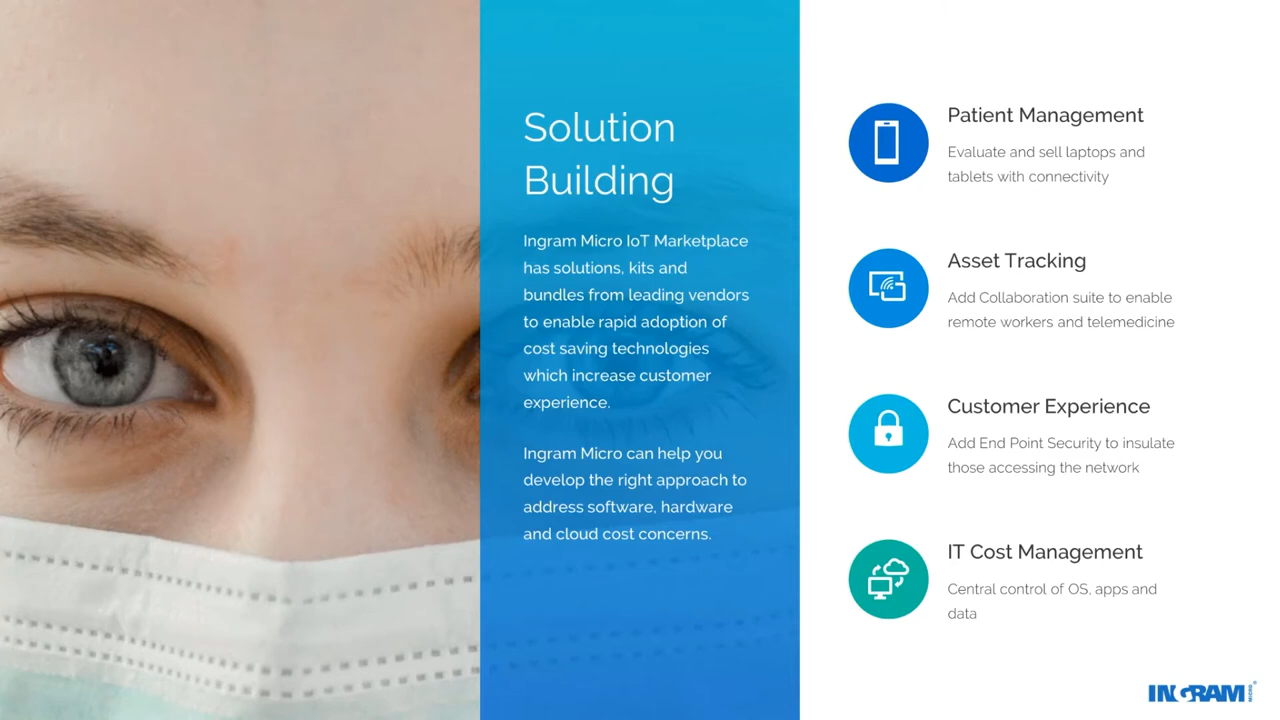 Solution
Building
Ingram Micro IoT Marketplace
has solutions, kits and
bundles from leading vendors
to enable rapid adoption of
cost saving technologies
which increase customer
experience.
Ingram Micro can help you
develop the right approach to
address software, hardware
and cloud cost concerns.
Patient Management
Evaluate and sell laptops and
tablets with connectivity
Asset Tracking
Add Collaboration suite to enable
remote workers and telemedicine
Customer Experience
Add End Point Security to insulate
those accessing the network
IT Cost Management
Central control of OS, apps and
data
INGRAM MICRO®